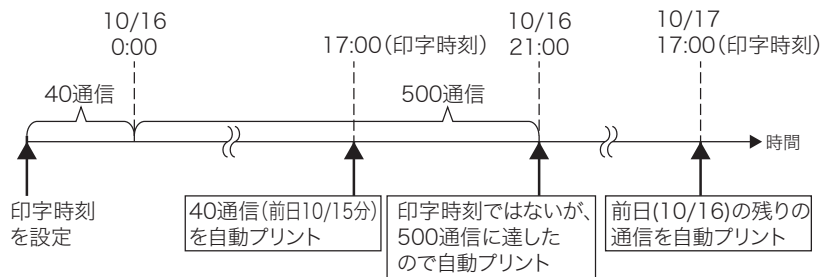 10/16
0:00
17:00(印字時刻)
10/16
21:00
10/17
17:00(印字時刻)
40通信
500通信
時間
印字時刻
を設定
40通信(前日10/15分)
を自動プリント
印字時刻ではないが、
500通信に達した
ので自動プリント
前日(10/16)の残りの
通信を自動プリント